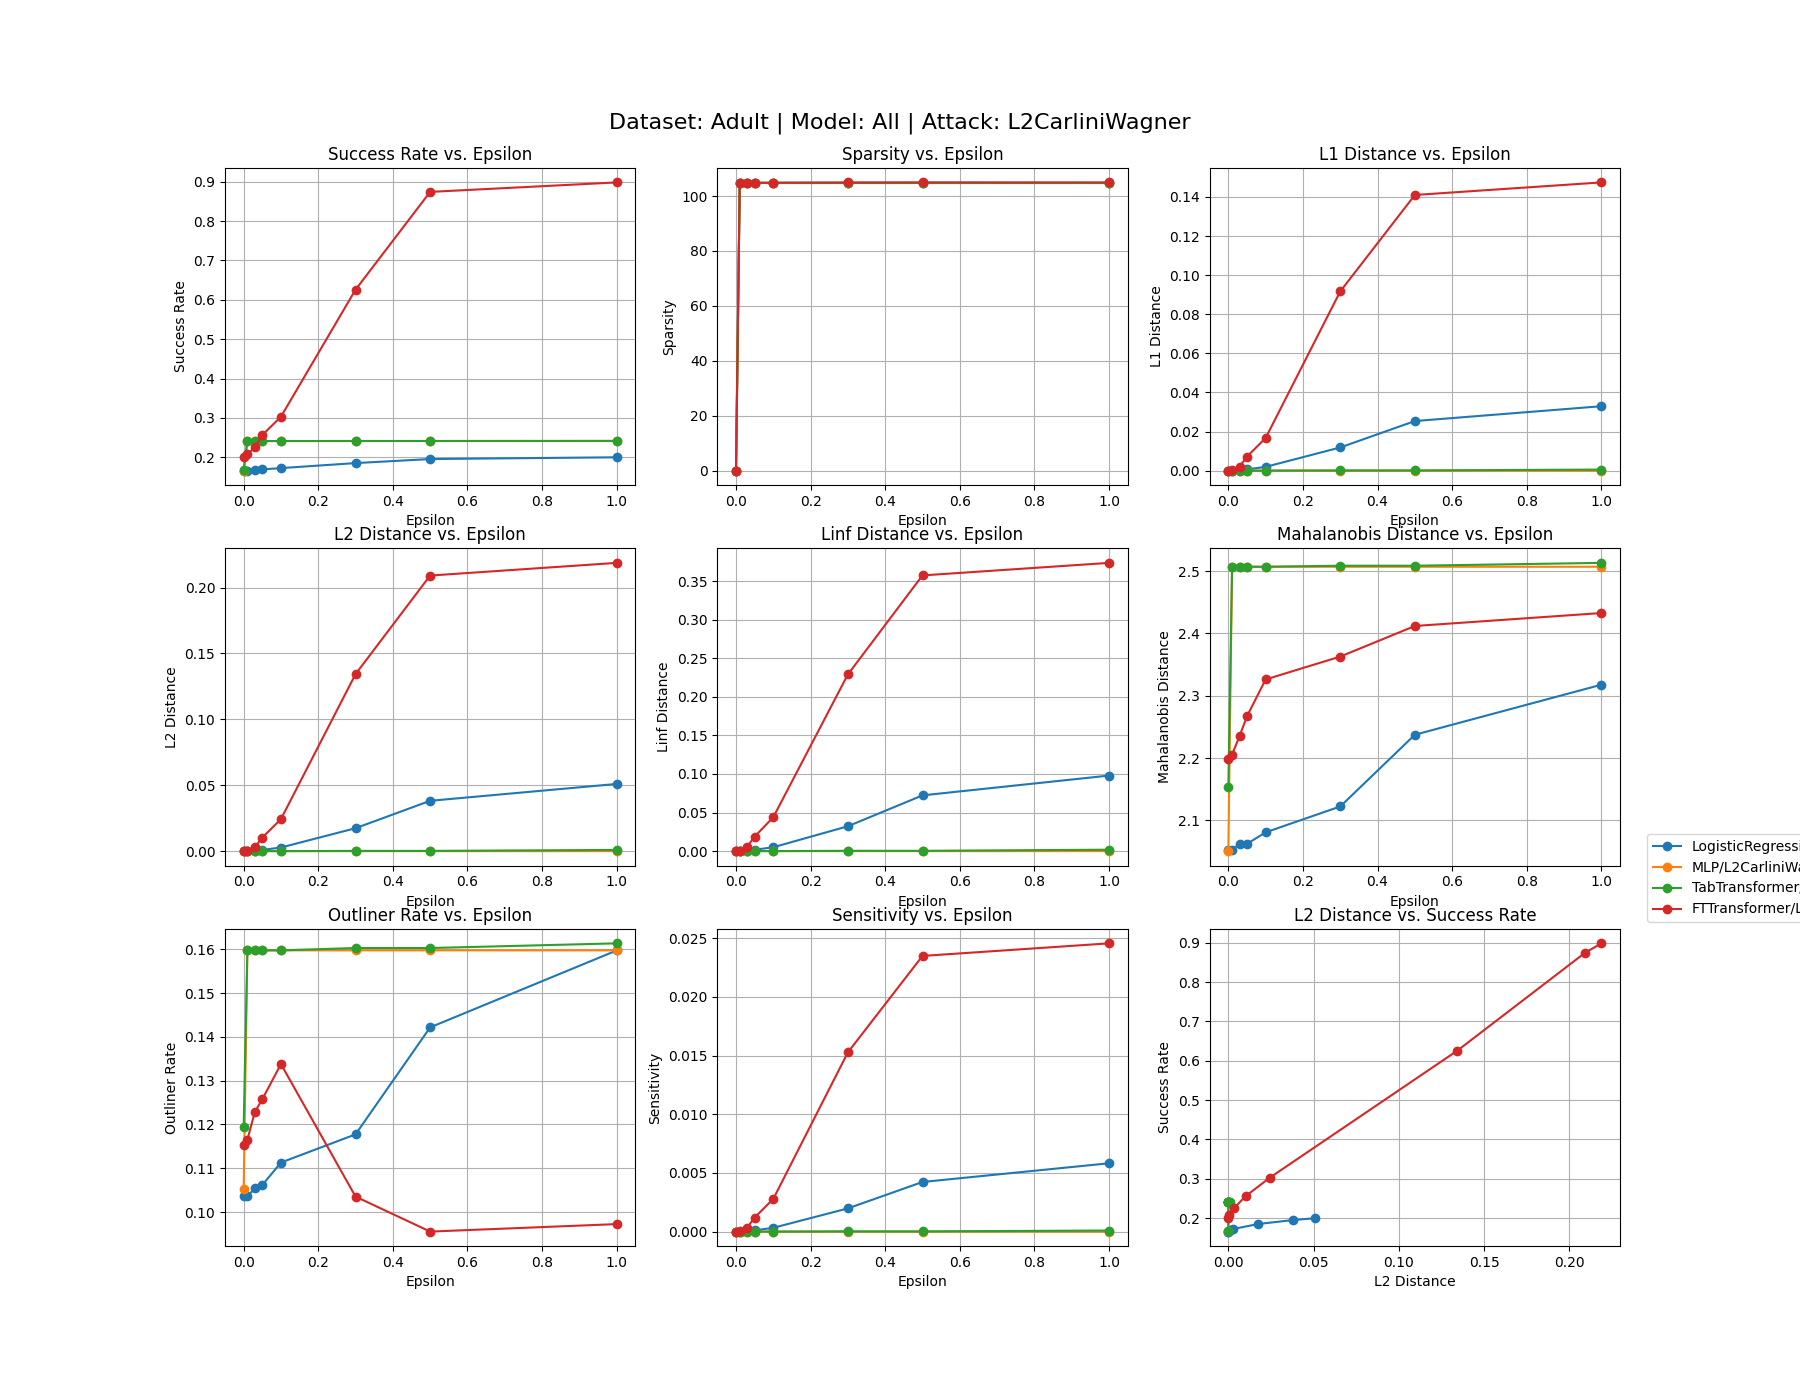 Dataset: Adult | Model: All | Attack: L2CarliniWagner
Success Rate vs. Epsilon
Success Rate
0.9
0.8
0.7
0.6
0.5
0.4
0.3
0.2
0.0 0.2 0.4 0.6 0.8 1.0
Epsilon
Sparsity vs. Epsilon
Sparsity
100
80
60
40
20
0
0.0 0.2 0.4 0.6 0.8 1.0
Epsilon
L1 Distance vs. Epsilon
L1 Distance
0.14
0.12
0.10
0.08
0.06
0.04
0.02
0.00
0.0 0.2 0.4 0.6 0.8 1.0
Epsilon
L2 Distance vs. Epsilon
L2 Distance
0.20
0.15
0.10
0.05
0.00
0.0 0.2 0.4 0.6 0.8 1.0
Epsilon
Linf Distance vs. Epsilon
Linf Distance
0.35
0.30
0.25
0.20
0.15
0.10
0.05
0.00
0.0 0.2 0.4 0.6 0.8 1.0
Epsilon
Mahalanobis Distance vs. Epsilon
Mahalanobis Distance
2.5
2.4
2.3
2.2
2.1
0.0 0.2 0.4 0.6 0.8 1.0
Epsilon
LogisticRegressi
MLP/L2CarliniWa
TabTransformer/
FTTransformer/L
Outliner Rate vs. Epsilon
Outliner Rate
0.16
0.15
0.14
0.13
0.12
0.11
0.10
0.0 0.2 0.4 0.6 0.8 1.0
Epsilon
Sensitivity vs. Epsilon
Sensitivity
0.025
0.020
0.015
0.010
0.005
0.000
0.0 0.2 0.4 0.6 0.8 1.0
Epsilon
L2 Distance vs. Success Rate
Success Rate
0.9
0.8
0.7
0.6
0.5
0.4
0.3
0.2
0.00 0.05 0.10 0.15 0.20
L2 Distance